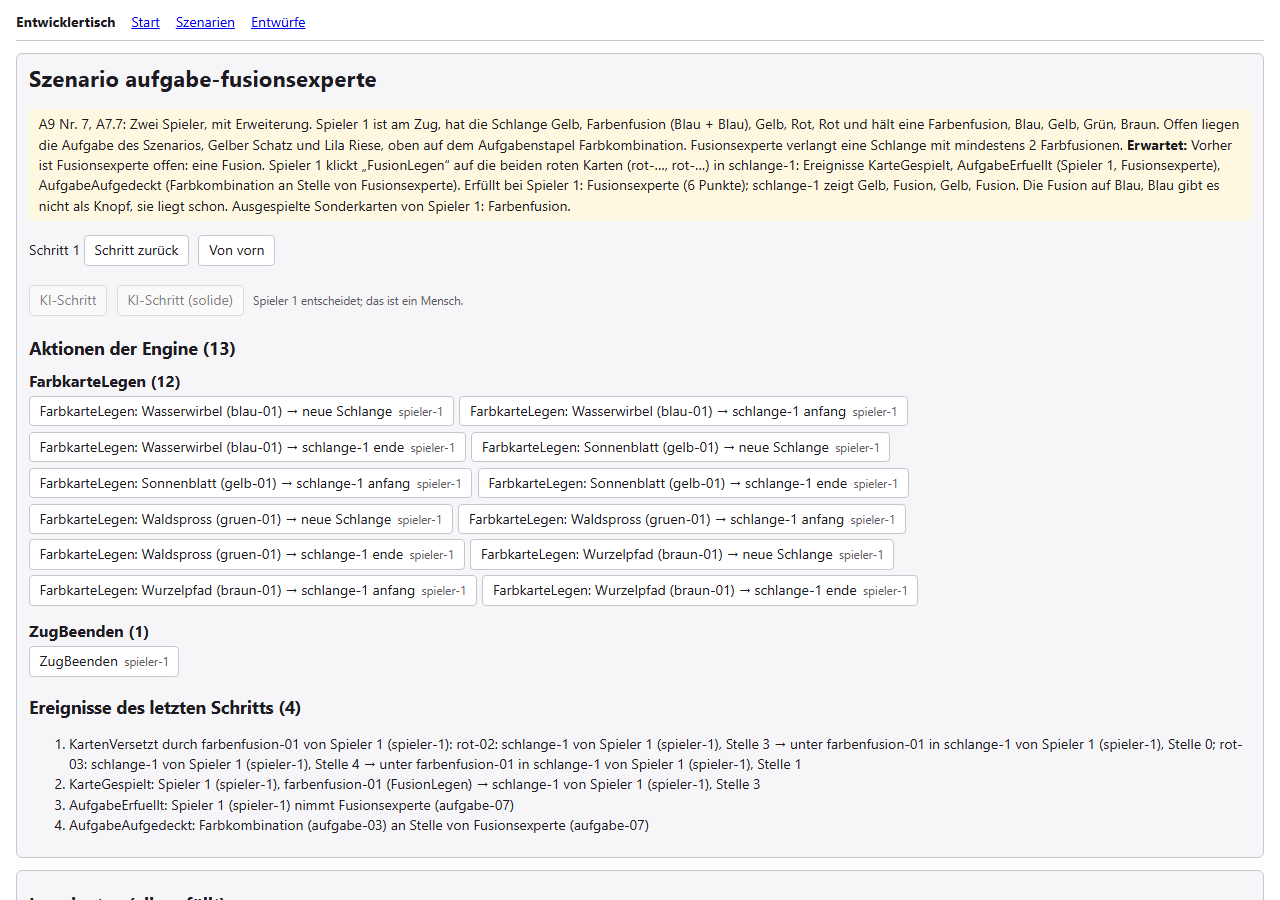 Entwicklertisch Start Szenarien Entwürfe
Szenario aufgabe-fusionsexperte
A9 Nr. 7, A7.7: Zwei Spieler, mit Erweiterung. Spieler 1 ist am Zug, hat die Schlange Gelb, Farbenfusion (Blau + Blau), Gelb, Rot, Rot und hält eine Farbenfusion, Blau, Gelb, Grün, Braun. Offen liegen
die Aufgabe des Szenarios, Gelber Schatz und Lila Riese, oben auf dem Aufgabenstapel Farbkombination. Fusionsexperte verlangt eine Schlange mit mindestens 2 Farbfusionen. Erwartet: Vorher
ist Fusionsexperte offen: eine Fusion. Spieler 1 klickt „FusionLegen“ auf die beiden roten Karten (rot-…, rot-…) in schlange-1: Ereignisse KarteGespielt, AufgabeErfuellt (Spieler 1, Fusionsexperte),
AufgabeAufgedeckt (Farbkombination an Stelle von Fusionsexperte). Erfüllt bei Spieler 1: Fusionsexperte (6 Punkte); schlange-1 zeigt Gelb, Fusion, Gelb, Fusion. Die Fusion auf Blau, Blau gibt es
nicht als Knopf, sie liegt schon. Ausgespielte Sonderkarten von Spieler 1: Farbenfusion.
Schritt 1 Schritt zurück Von vorn
KI-Schritt KI-Schritt (solide) Spieler 1 entscheidet; das ist ein Mensch.
Aktionen der Engine (13)
FarbkarteLegen (12)
FarbkarteLegen: Wasserwirbel (blau-01) → neue Schlange spieler-1 FarbkarteLegen: Wasserwirbel (blau-01) → schlange-1 anfang spieler-1
FarbkarteLegen: Wasserwirbel (blau-01) → schlange-1 ende spieler-1 FarbkarteLegen: Sonnenblatt (gelb-01) → neue Schlange spieler-1
FarbkarteLegen: Sonnenblatt (gelb-01) → schlange-1 anfang spieler-1 FarbkarteLegen: Sonnenblatt (gelb-01) → schlange-1 ende spieler-1
FarbkarteLegen: Waldspross (gruen-01) → neue Schlange spieler-1 FarbkarteLegen: Waldspross (gruen-01) → schlange-1 anfang spieler-1
FarbkarteLegen: Waldspross (gruen-01) → schlange-1 ende spieler-1 FarbkarteLegen: Wurzelpfad (braun-01) → neue Schlange spieler-1
FarbkarteLegen: Wurzelpfad (braun-01) → schlange-1 anfang spieler-1 FarbkarteLegen: Wurzelpfad (braun-01) → schlange-1 ende spieler-1
ZugBeenden (1)
ZugBeenden spieler-1
Ereignisse des letzten Schritts (4)
1. KartenVersetzt durch farbenfusion-01 von Spieler 1 (spieler-1): rot-02: schlange-1 von Spieler 1 (spieler-1), Stelle 3 → unter farbenfusion-01 in schlange-1 von Spieler 1 (spieler-1), Stelle 0; rot-
03: schlange-1 von Spieler 1 (spieler-1), Stelle 4 → unter farbenfusion-01 in schlange-1 von Spieler 1 (spieler-1), Stelle 1
2. KarteGespielt: Spieler 1 (spieler-1), farbenfusion-01 (FusionLegen) → schlange-1 von Spieler 1 (spieler-1), Stelle 3
3. AufgabeErfuellt: Spieler 1 (spieler-1) nimmt Fusionsexperte (aufgabe-07)
4. AufgabeAufgedeckt: Farbkombination (aufgabe-03) an Stelle von Fusionsexperte (aufgabe-07)